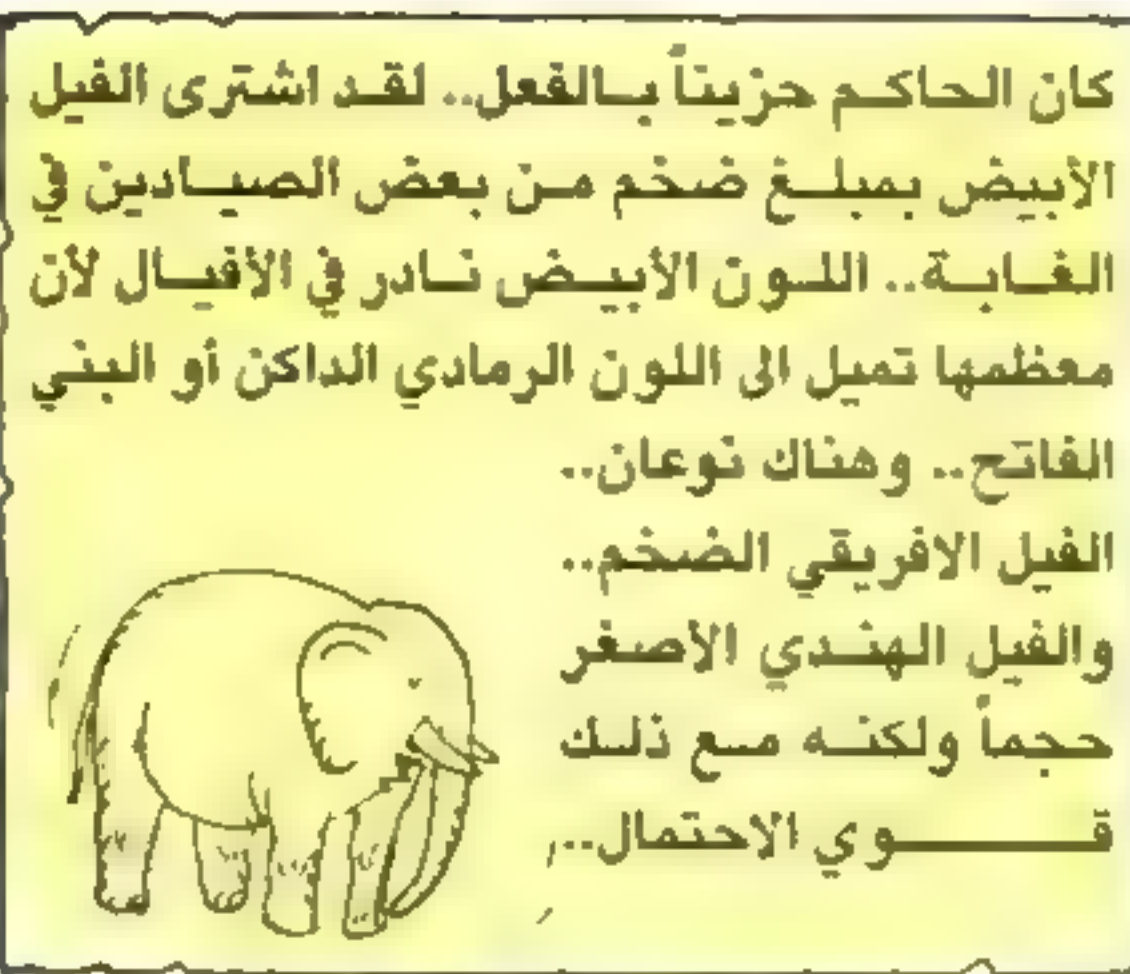 كان الحاكم حزيناً بالفعل.. لقد اشترى الفيل
الأبيض بمبلغ ضخم من بعض الصيادين في
الغابة.. اللون الأبيض نادر في الأفيال لأن
معظمها تميل الى اللون الرمادي الداكن أو البني
الفاتح.. وهناك نوعان..
الفيل الافريقي الضخم..
والفيل الهندي الأصغر
حجماً ولكنه مع ذلك
قوي الاحتمال..